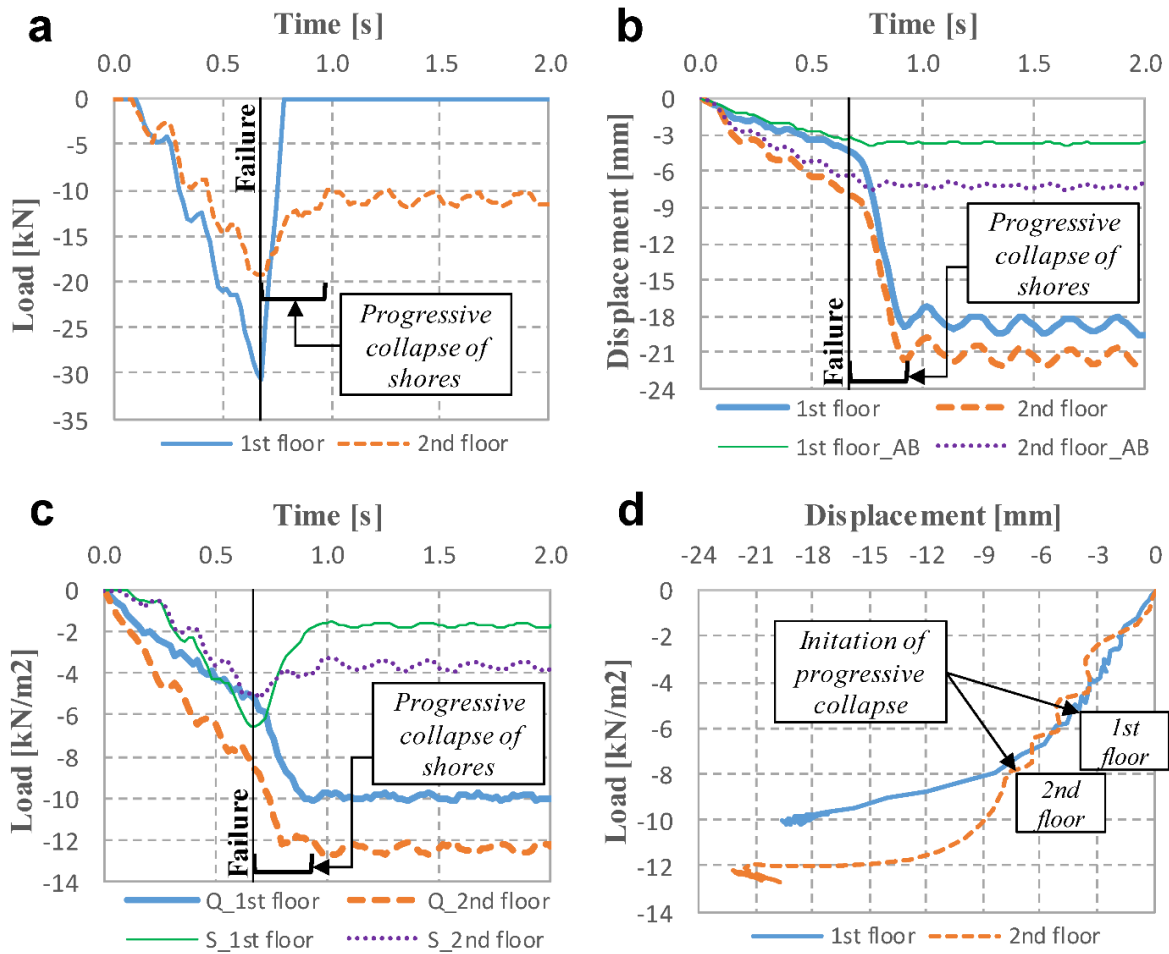 a
Time [s]
0.0 0.5 1.0 1.5 2.0
0
-5
-10
-15
-20
-25
-30
-35
Load [kN]
Failure
Progressive
collapse of
shores
1st floor 2nd floor
b
Time [s]
0.0 0.5 1.0 1.5 2.0
0
-3
-6
-9
-12
-15
-18
-21
-24
Displacement [mm]
Failure
Progressive
collapse of
shores
1st floor 2nd floor
1st floor_AB 2nd floor_AB
c
Time [s]
0.0 0.5 1.0 1.5 2.0
0
-2
-4
-6
-8
-10
-12
-14
Load [kN/m2]
Failure
Progressive
collapse of
shores
Q_1st floor Q_2nd floor
S_1st floor S_2nd floor
d
Displacement [mm]
-24 -21 -18 -15 -12 -9 -6 -3 0
0
-2
-4
-6
-8
-10
-12
-14
Load [kN/m2]
Initation of
progressive
collapse
1st
floor
2nd
floor
1st floor 2nd floor